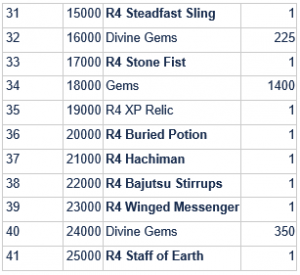 31 15000 R4 Steadfast Sling 1
32 16000 Divine Gems 225
33 17000 R4 Stone Fist 1
34 18000 Gems 1400
35 19000 R4 XP Relic 1
36 20000 R4 Buried Potion 1
37 21000 R4 Hachiman 1
38 22000 R4 Bajutsu Stirrups 1
39 23000 R4 Winged Messenger 1
40 24000 Divine Gems 350
41 25000 R4 Staff of Earth 1